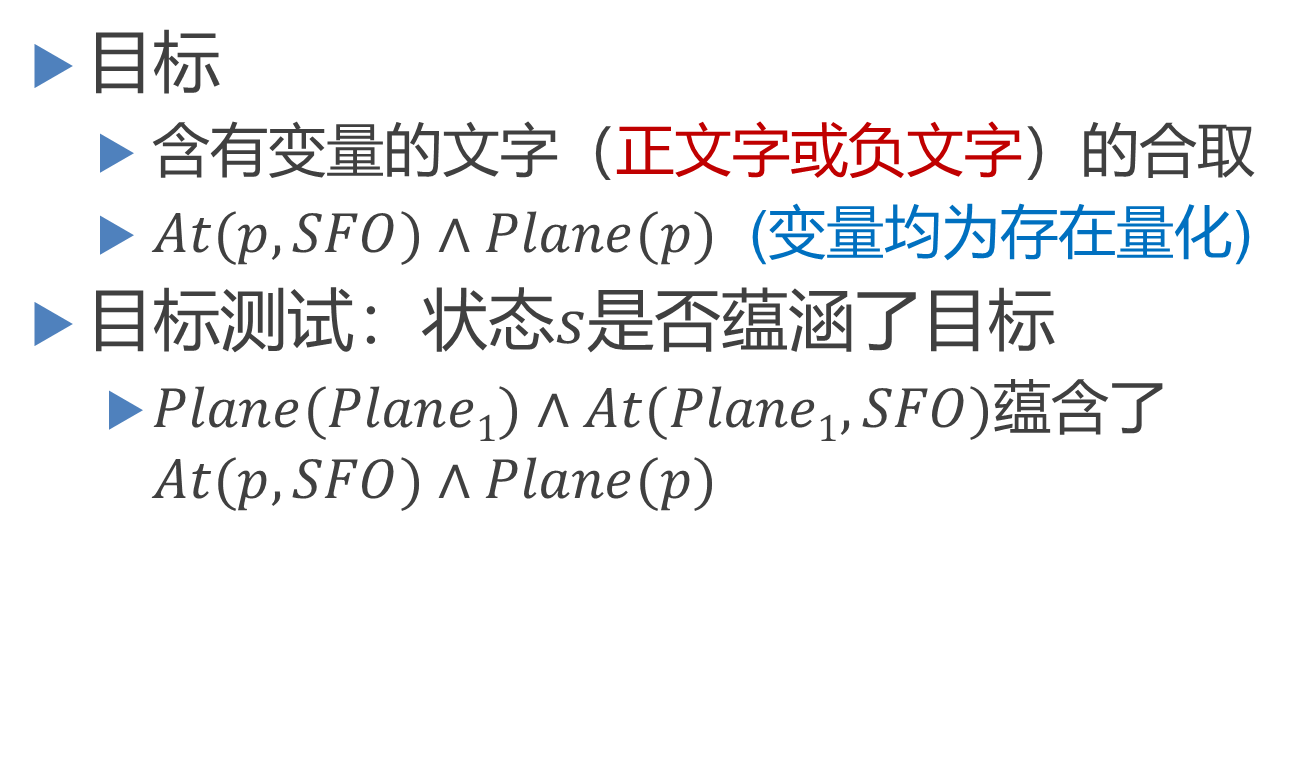 目标
含有变量的文字（正文字或负文字）的合取
At(p, SFO) ∧ Plane(p) (变量均为存在量化)
目标测试：状态s是否蕴涵了目标
Plane(Plane₁) ∧ At(Plane₁, SFO)蕴含了
At(p, SFO) ∧ Plane(p)